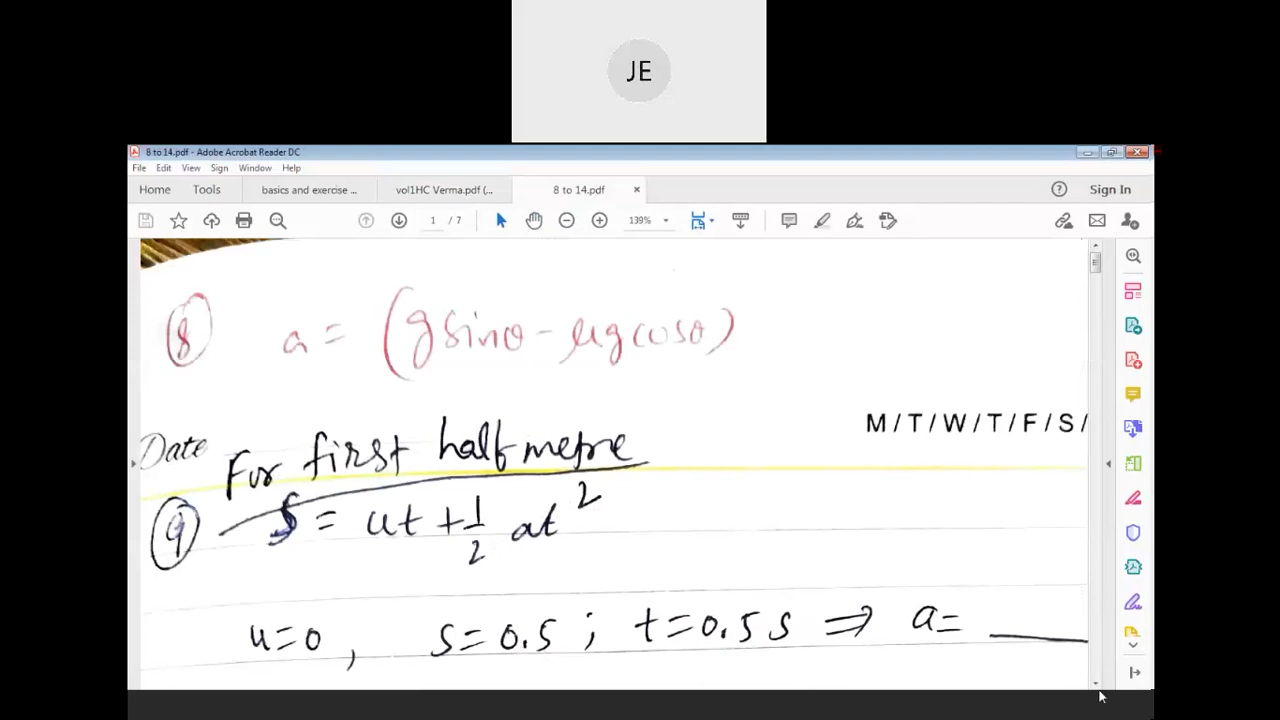 JE
8 to 14.pdf - Adobe Acrobat Reader DC
File Edit View Sign Window Help
Home Tools basics and exercise ... vol1HC Verma.pdf (... 8 to 14.pdf × ? Sign In
1 / 7 139%
8 a = (g sinθ - μg cosθ)
M / T / W / T / F / S /
Date
For first half metre
9 S = ut + 1/2 at²
u=0, S=0.5 ; t=0.5 s ⇒ a= ___